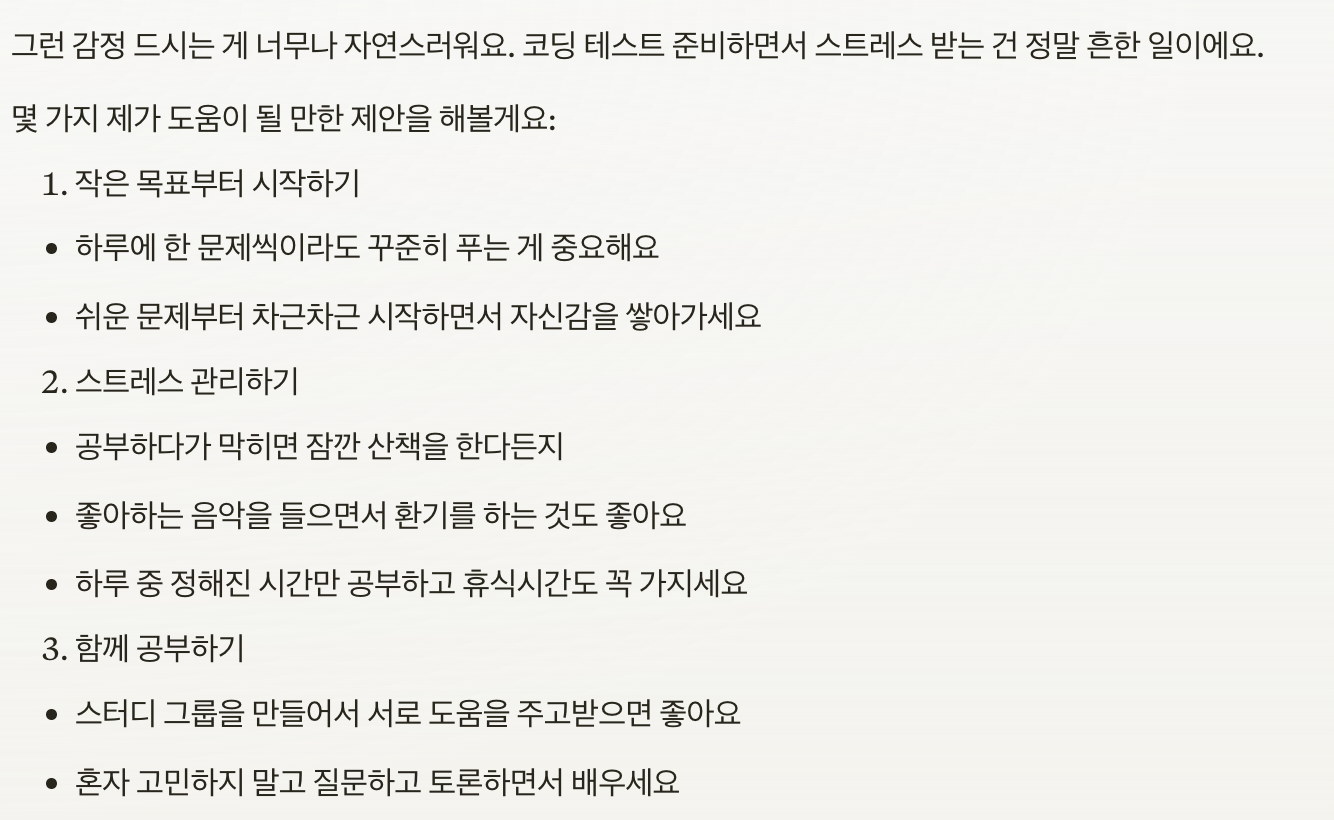 그런 감정 드시는 게 너무나 자연스러워요. 코딩 테스트 준비하면서 스트레스 받는 건 정말 흔한 일이에요.
몇 가지 제가 도움이 될 만한 제안을 해볼게요:
1. 작은 목표부터 시작하기
• 하루에 한 문제씩이라도 꾸준히 푸는 게 중요해요
• 쉬운 문제부터 차근차근 시작하면서 자신감을 쌓아가세요
2. 스트레스 관리하기
• 공부하다가 막히면 잠깐 산책을 한다든지
• 좋아하는 음악을 들으면서 환기를 하는 것도 좋아요
• 하루 중 정해진 시간만 공부하고 휴식시간도 꼭 가지세요
3. 함께 공부하기
• 스터디 그룹을 만들어서 서로 도움을 주고받으면 좋아요
• 혼자 고민하지 말고 질문하고 토론하면서 배우세요